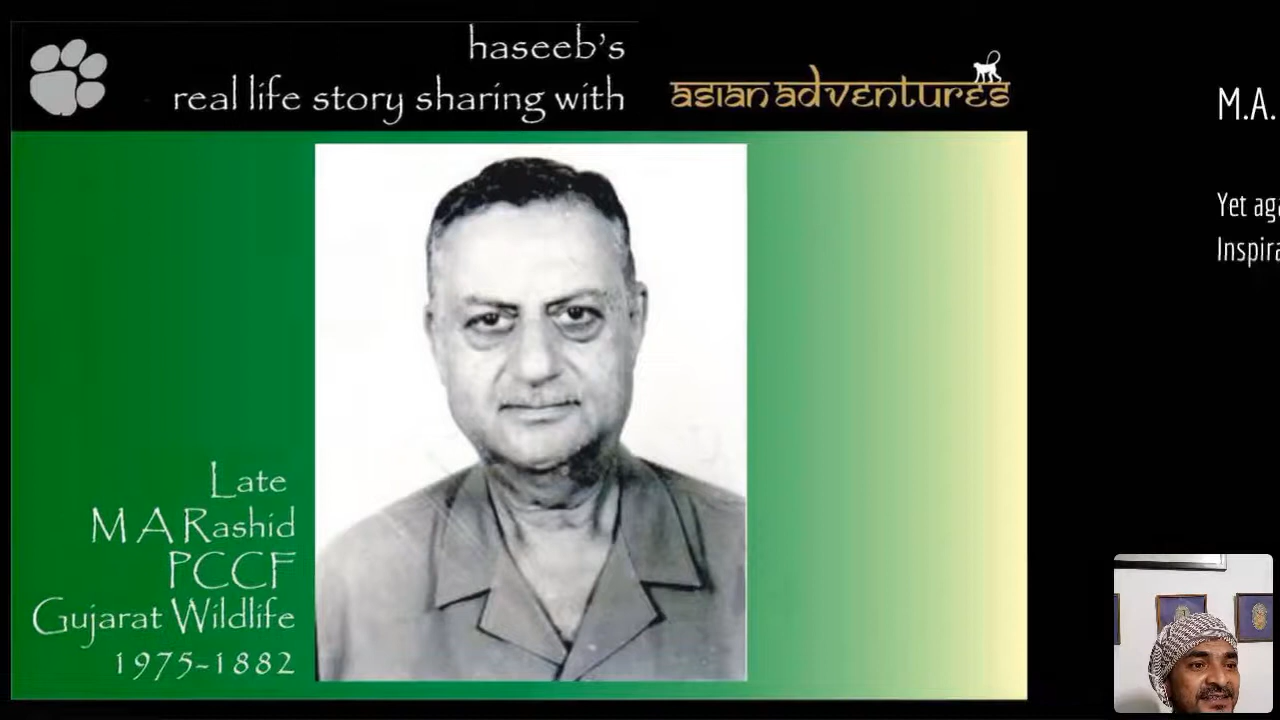 haseeb's
real life story sharing with
asian adventures
M.A.
Yet aga
Inspira
Late
M A Rashid
PCCF
Gujarat Wildlife
1975-1882